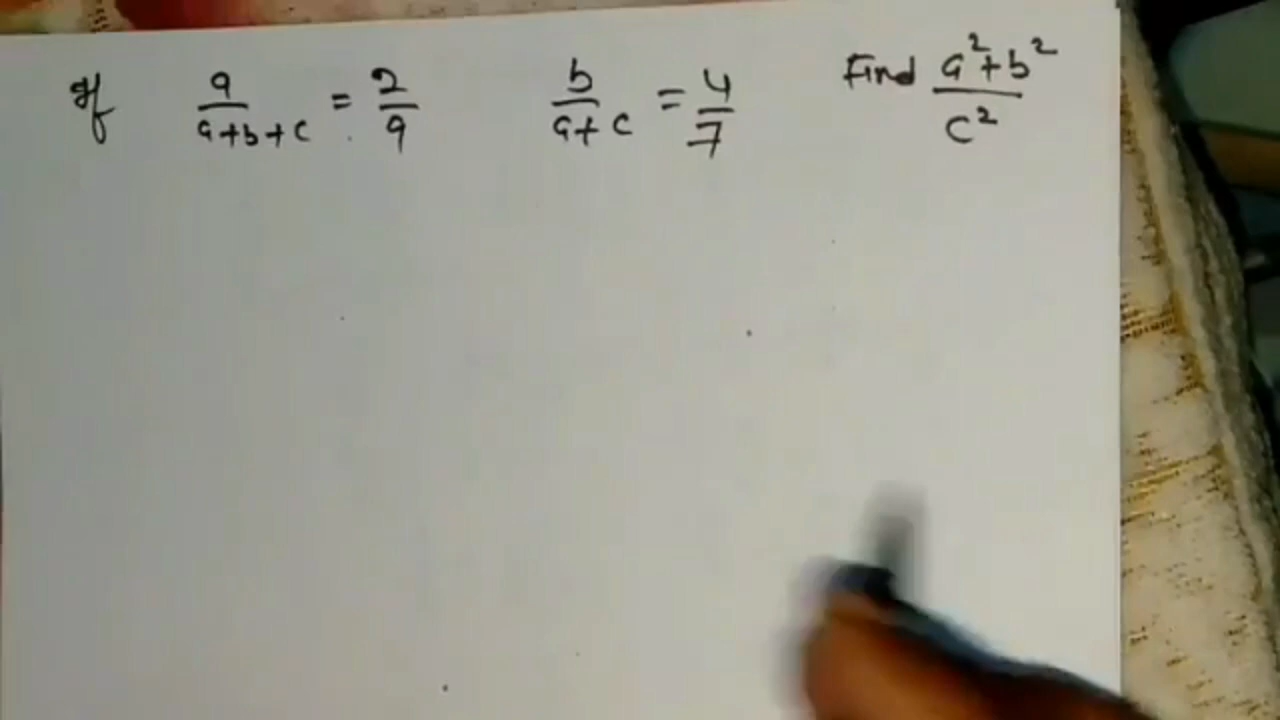 If a/(a+b+c) = 2/9 b/(a+c) = 4/7 Find (a²+b²)/c²